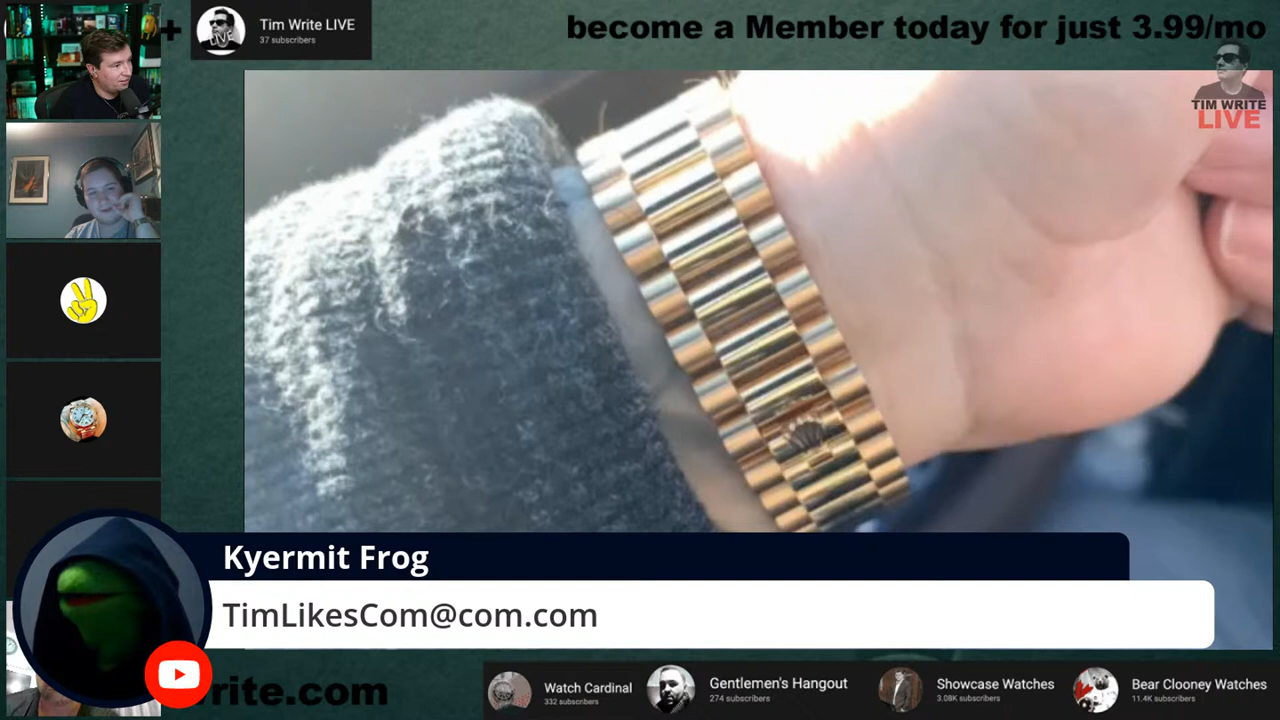 +
Tim Write LIVE
37 subscribers
become a Member today for just 3.99/mo
TIM WRITE
LIVE
Kyermit Frog
TimLikesCom@com.com
rite.com
Watch Cardinal
332 subscribers
Gentlemen's Hangout
274 subscribers
Showcase Watches
3.08K subscribers
Bear Clooney Watches
11.4K subscribers